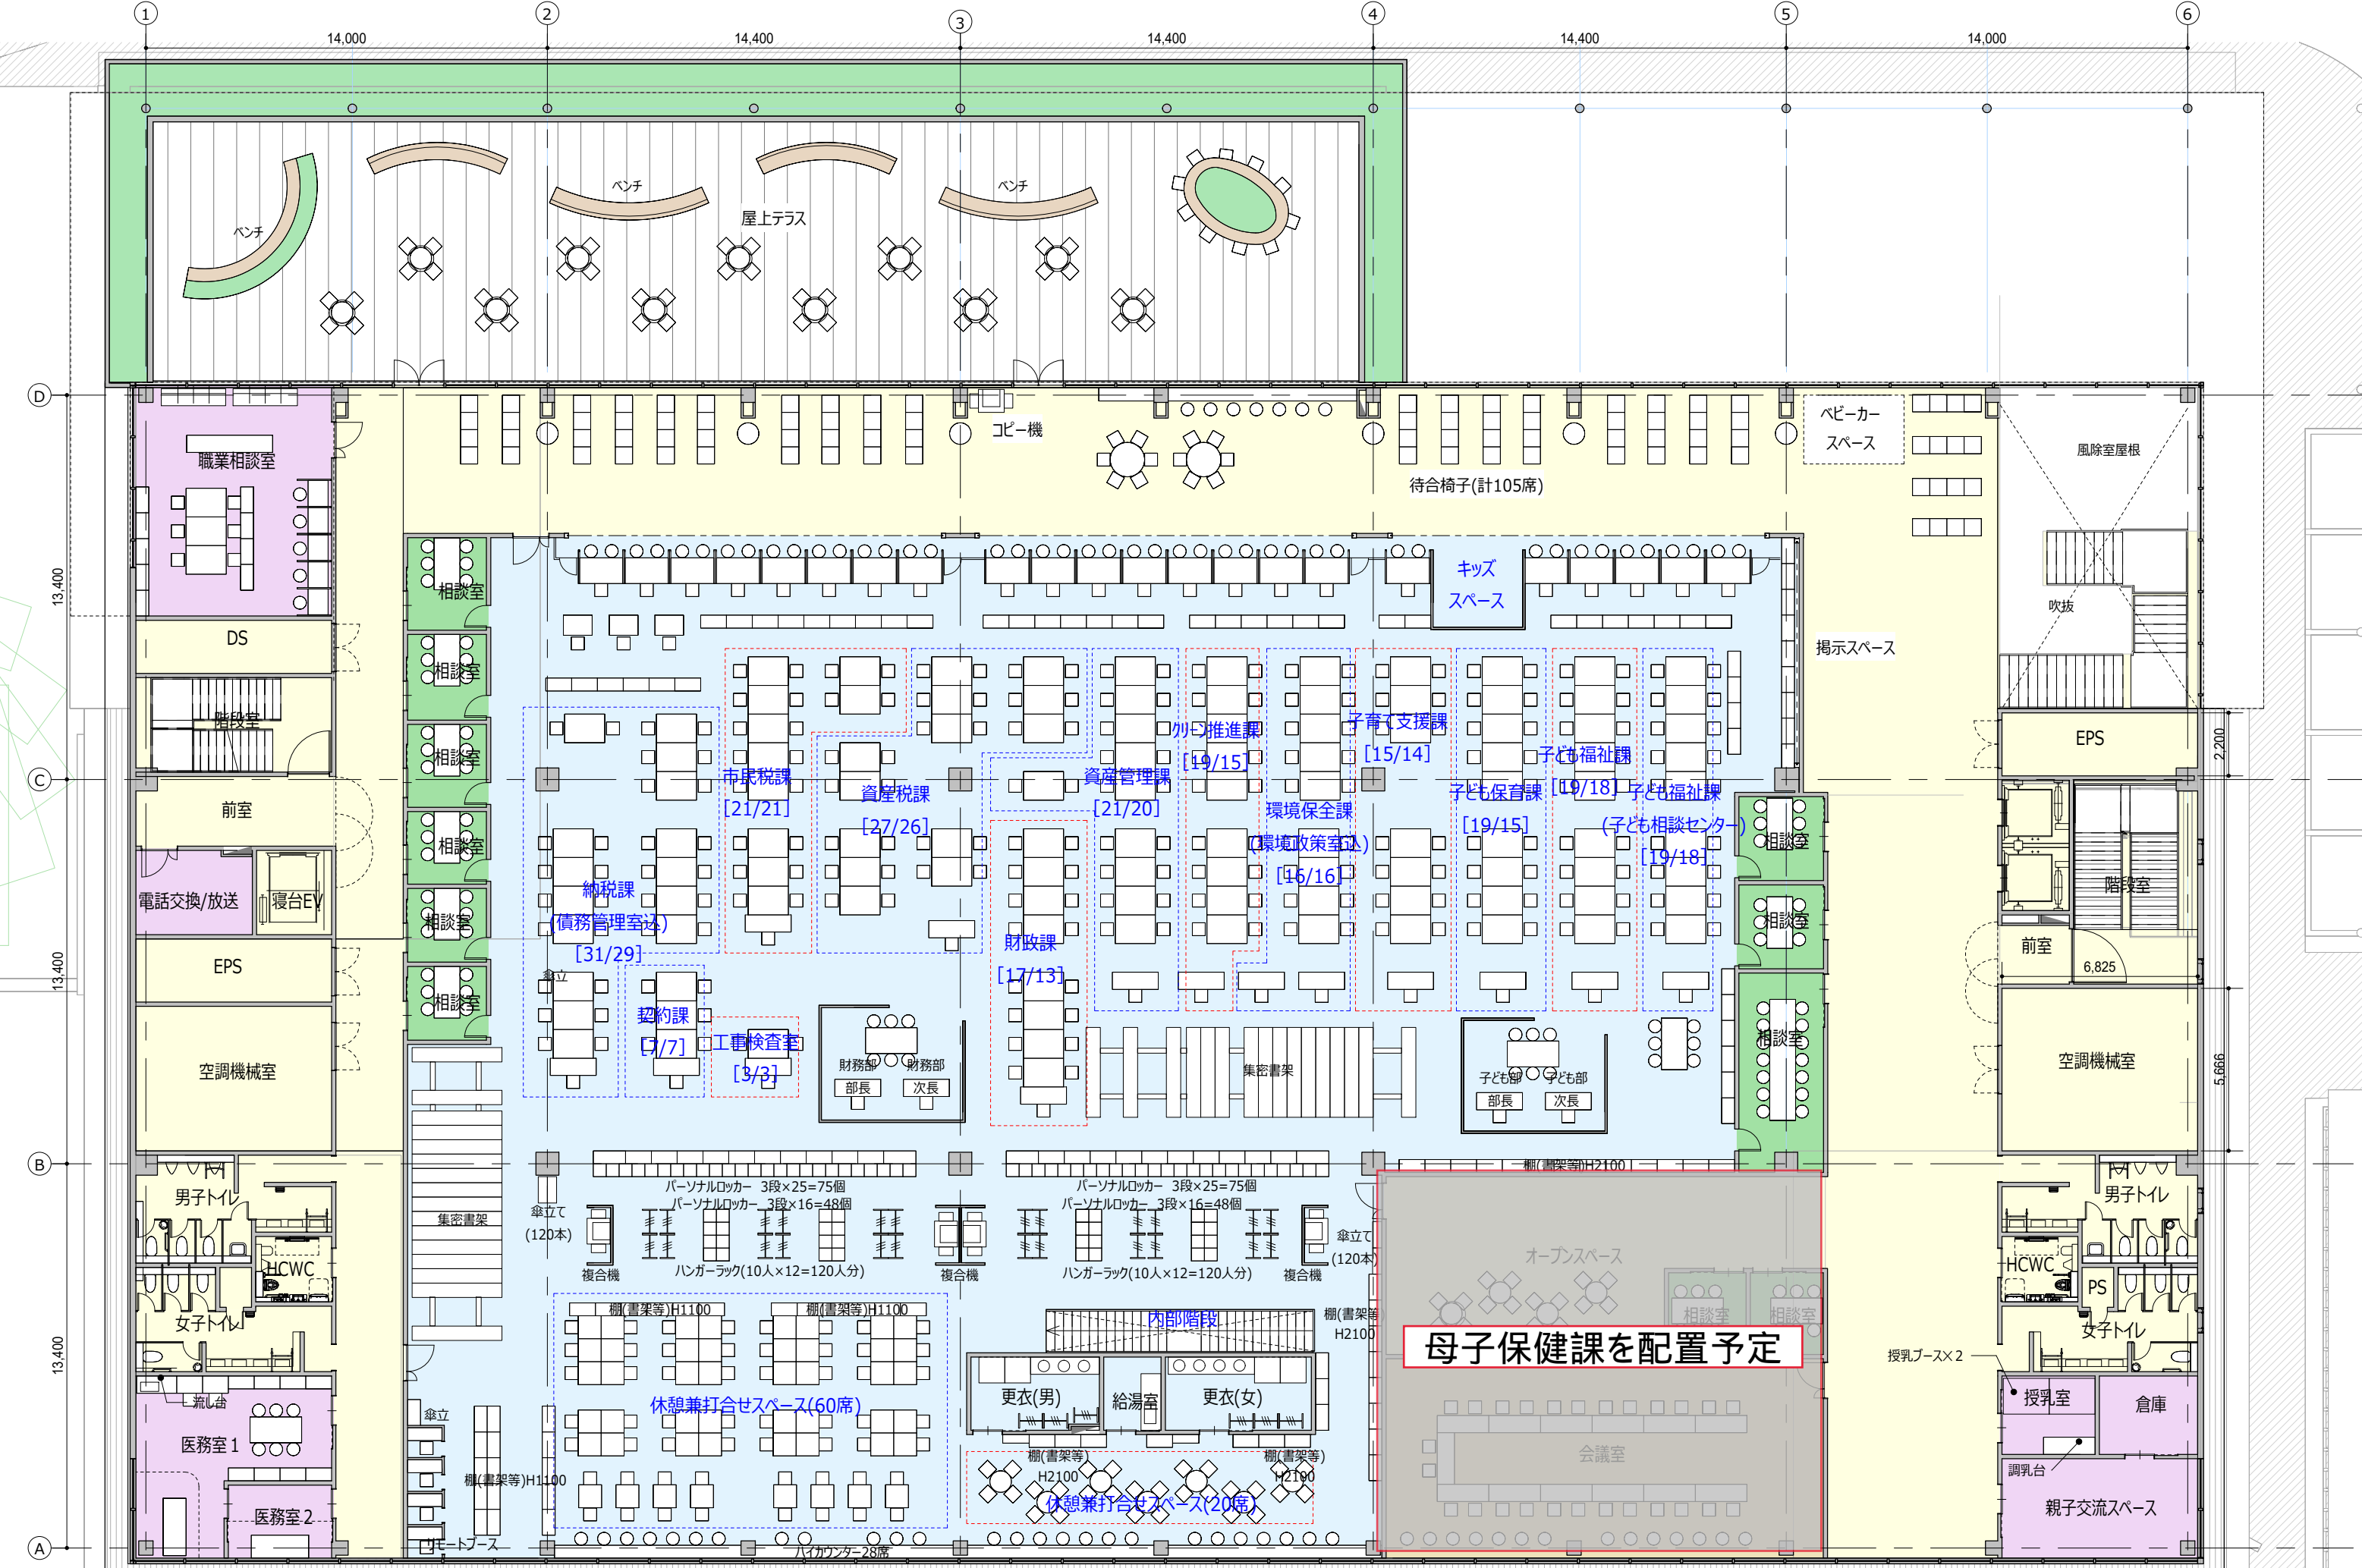 1
2
3
4
5
6
14,000
14,400
14,400
14,400
14,000
ベンチ
ベンチ
ベンチ
屋上テラス
D
C
B
A
13,400
13,400
13,400
職業相談室
コピー機
待合椅子(計105席)
ベビーカー
スペース
風除室屋根
吹抜
掲示スペース
キッズ
スペース
DS
階段室
前室
電話交換/放送
寝台EV
EPS
空調機械室
相談室
相談室
相談室
相談室
相談室
相談室
市民税課
[21/21]
資産税課
[27/26]
資産管理課
[21/20]
クリーン推進課
[19/15]
環境保全課
(環境政策室込)
[16/16]
子育て支援課
[15/14]
子ども保育課
[19/15]
子ども福祉課
[19/18]
子ども福祉課
(子ども相談センター)
[19/18]
納税課
(債務管理室込)
[31/29]
傘立
契約課
[7/7]
工事検査室
[3/3]
財政課
[17/13]
財務部
部長
財務部
次長
集密書架
子ども部
部長
子ども部
次長
相談室
相談室
相談室
EPS
2,200
階段室
前室
6,825
空調機械室
5,666
棚(書架等)H2100
パーソナルロッカー 3段×25=75個
パーソナルロッカー 3段×16=48個
パーソナルロッカー 3段×25=75個
パーソナルロッカー 3段×16=48個
男子トイレ
HCWC
女子トイレ
集密書架
傘立て
(120本)
複合機
ハンガーラック(10人×12=120人分)
複合機
ハンガーラック(10人×12=120人分)
複合機
傘立て
(120本)
棚(書架等)H1100
棚(書架等)H1100
内部階段
棚(書架等)
H2100
オープンスペース
相談室
相談室
母子保健課を配置予定
会議室
休憩兼打合せスペース(60席)
更衣(男)
給湯室
更衣(女)
棚(書架等)
H2100
棚(書架等)
H2100
休憩兼打合せスペース(20席)
流し台
医務室1
医務室2
傘立
棚(書架等)H1100
リモートブース
ハイカウンター28席
男子トイレ
HCWC
PS
女子トイレ
授乳ブース×2
授乳室
倉庫
調乳台
親子交流スペース